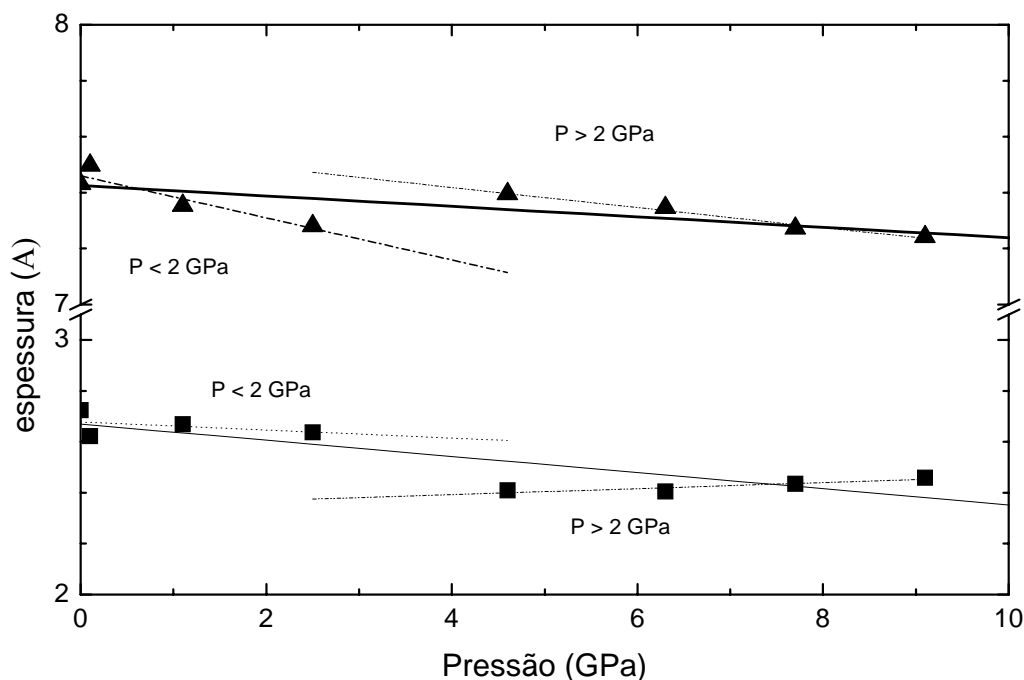 8
P > 2 GPa
P < 2 GPa
7
espessura (A)
3
P < 2 GPa
P > 2 GPa
2
0 2 4 6 8 10
Pressão (GPa)